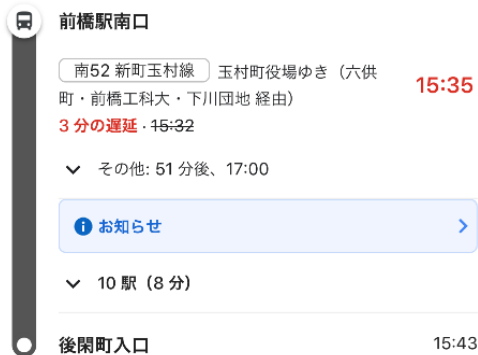 前橋駅南口
南52 新町玉村線 玉村町役場ゆき（六供
町・前橋工科大・下川団地 経由）
15:35
3 分の遅延 · 15:32
その他: 51 分後、17:00
お知らせ
10 駅（8 分）
後閑町入口 15:43